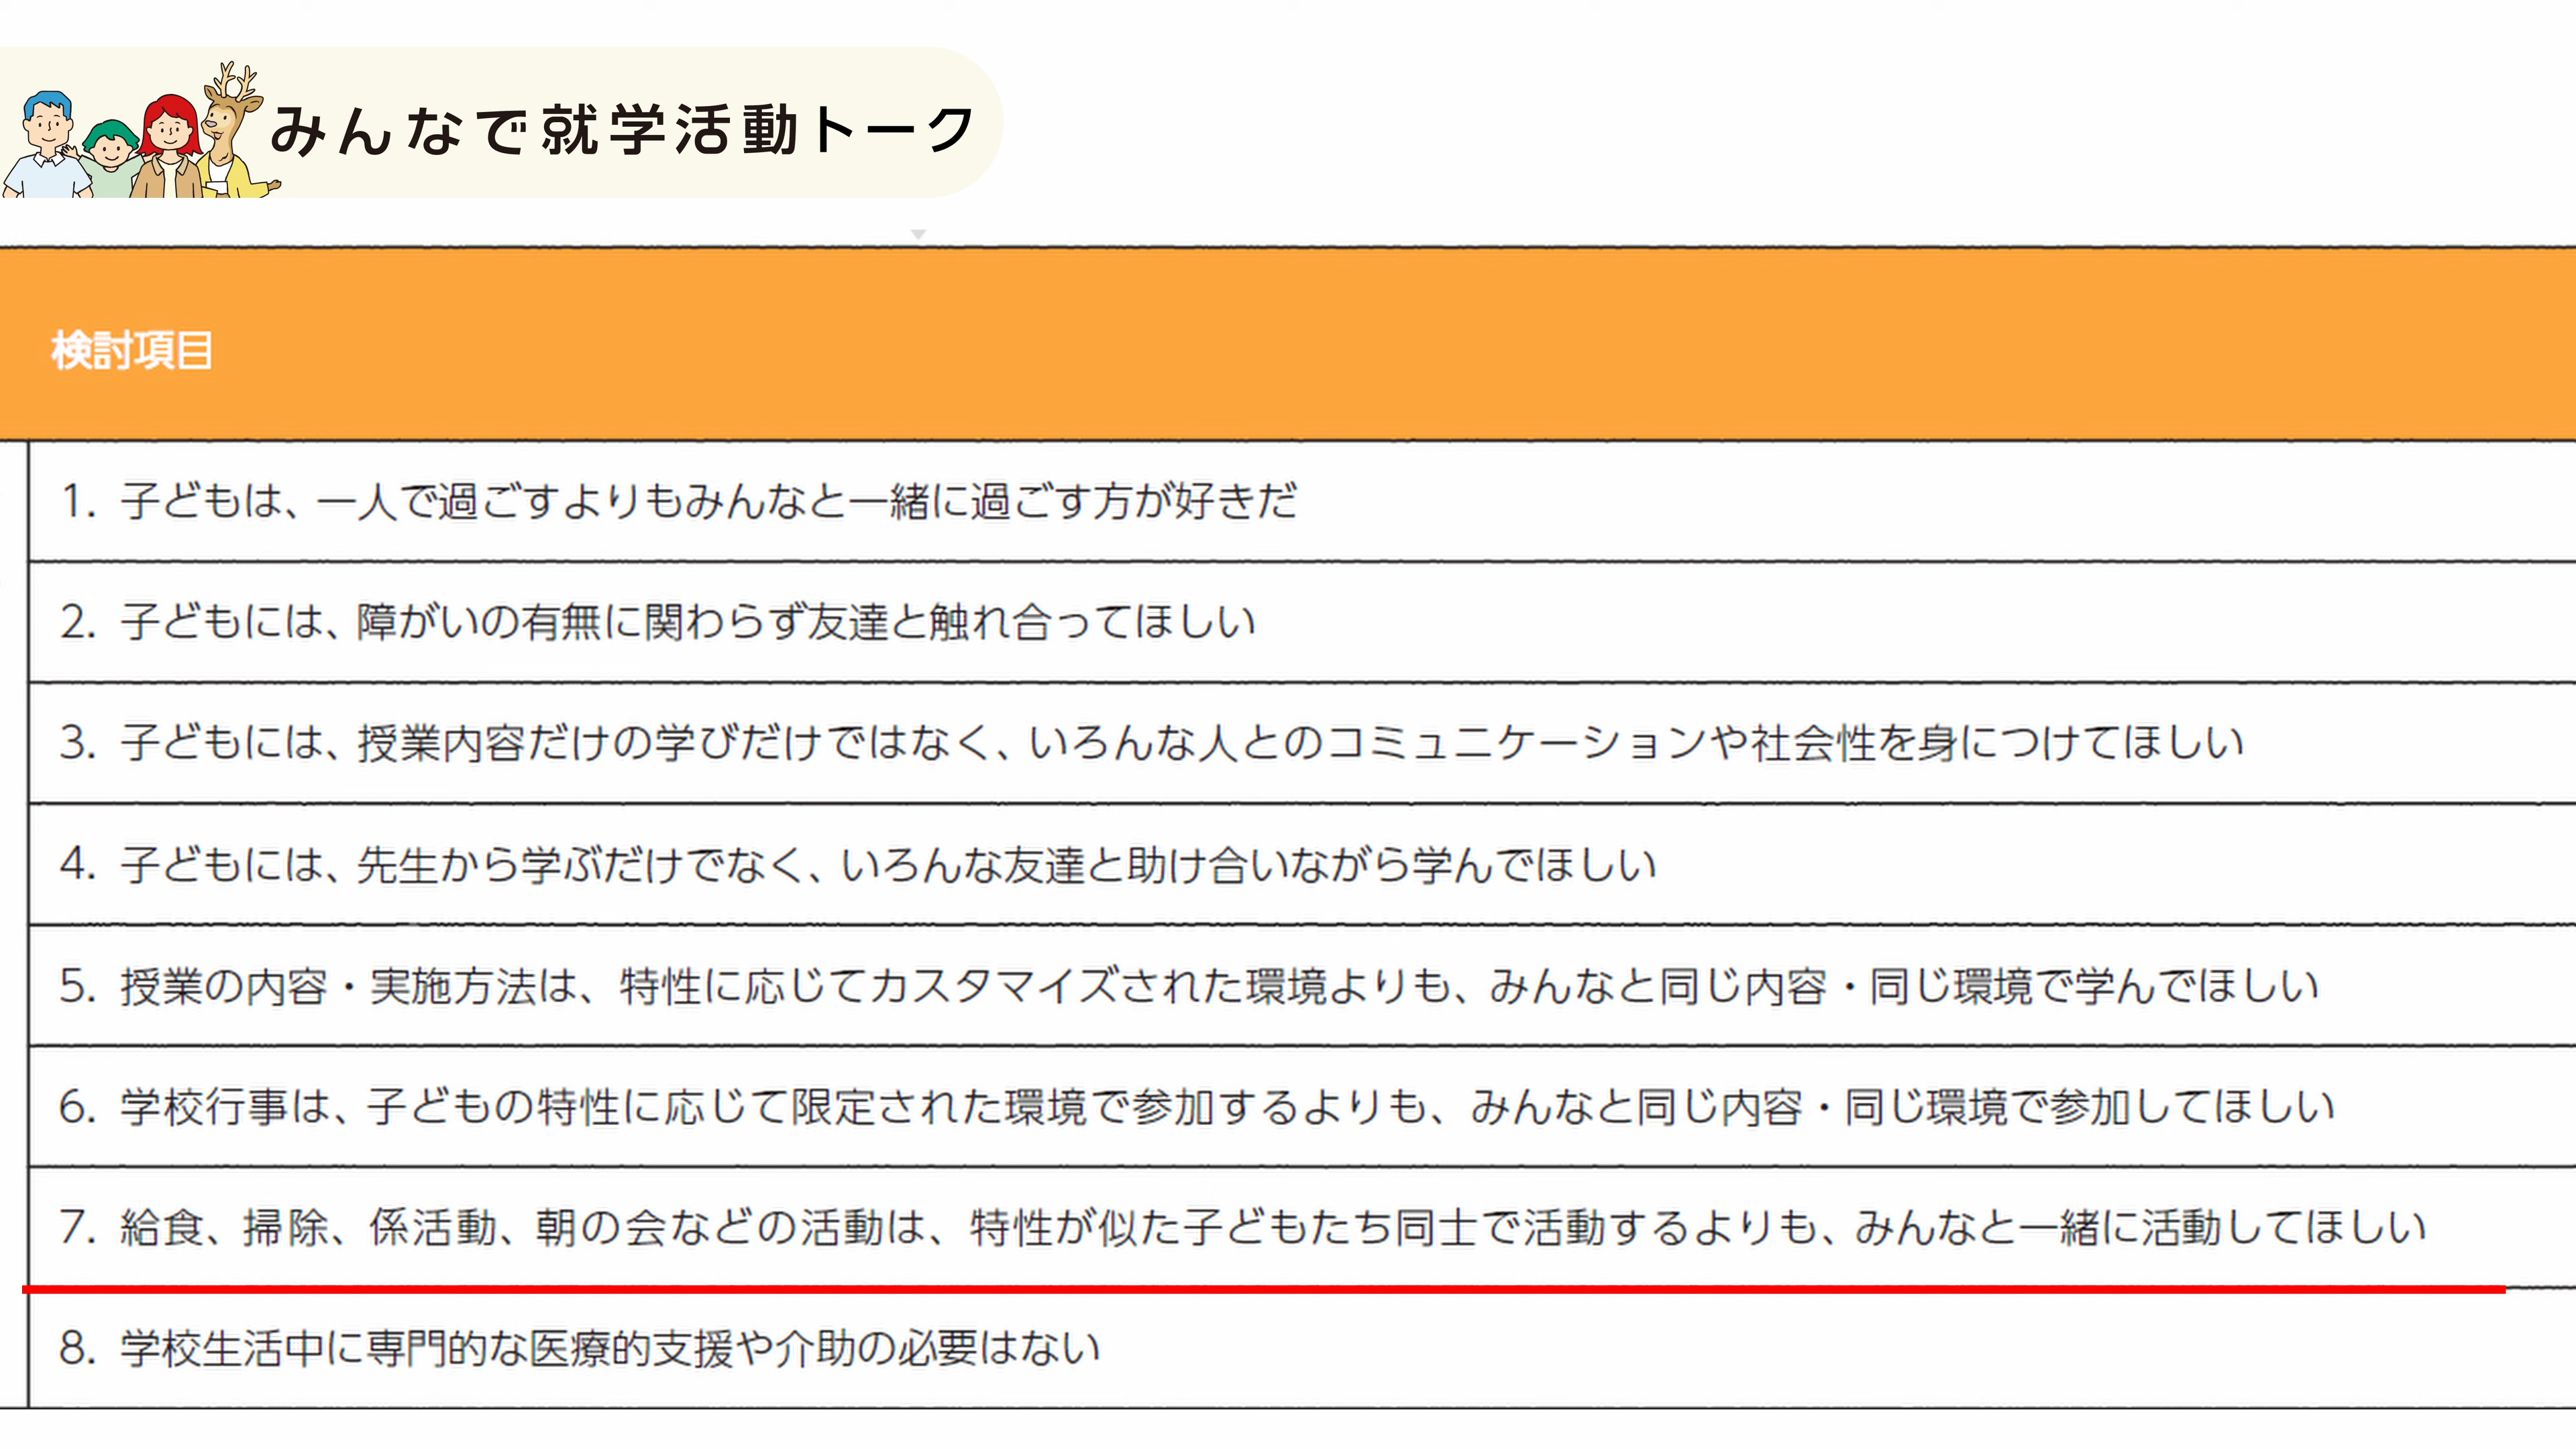 みんなで就学活動トーク
検討項目
1. 子どもは、一人で過ごすよりもみんなと一緒に過ごす方が好きだ
2. 子どもには、障がいの有無に関わらず友達と触れ合ってほしい
3. 子どもには、授業内容だけの学びだけではなく、いろんな人とのコミュニケーションや社会性を身につけてほしい
4. 子どもには、先生から学ぶだけでなく、いろんな友達と助け合いながら学んでほしい
5. 授業の内容・実施方法は、特性に応じてカスタマイズされた環境よりも、みんなと同じ内容・同じ環境で学んでほしい
6. 学校行事は、子どもの特性に応じて限定された環境で参加するよりも、みんなと同じ内容・同じ環境で参加してほしい
7. 給食、掃除、係活動、朝の会などの活動は、特性が似た子どもたち同士で活動するよりも、みんなと一緒に活動してほしい
8. 学校生活中に専門的な医療的支援や介助の必要はない